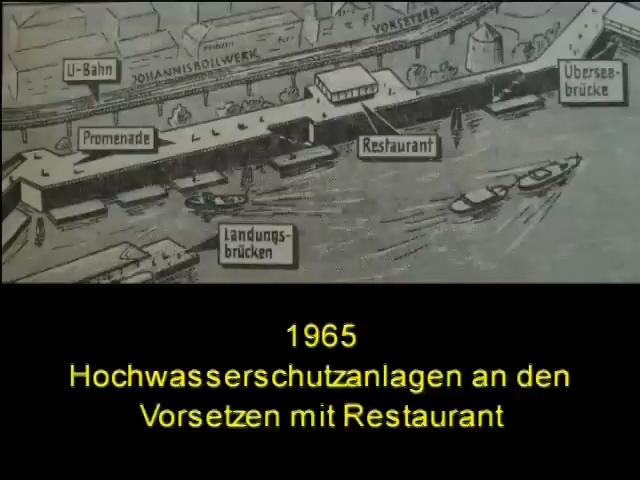 VORSETZEN
U-Bahn
JOHANNISBOLLWERK
Übersee-
brücke
Promenade
Restaurant
Landungs-
brücken
1965
Hochwasserschutzanlagen an den
Vorsetzen mit Restaurant